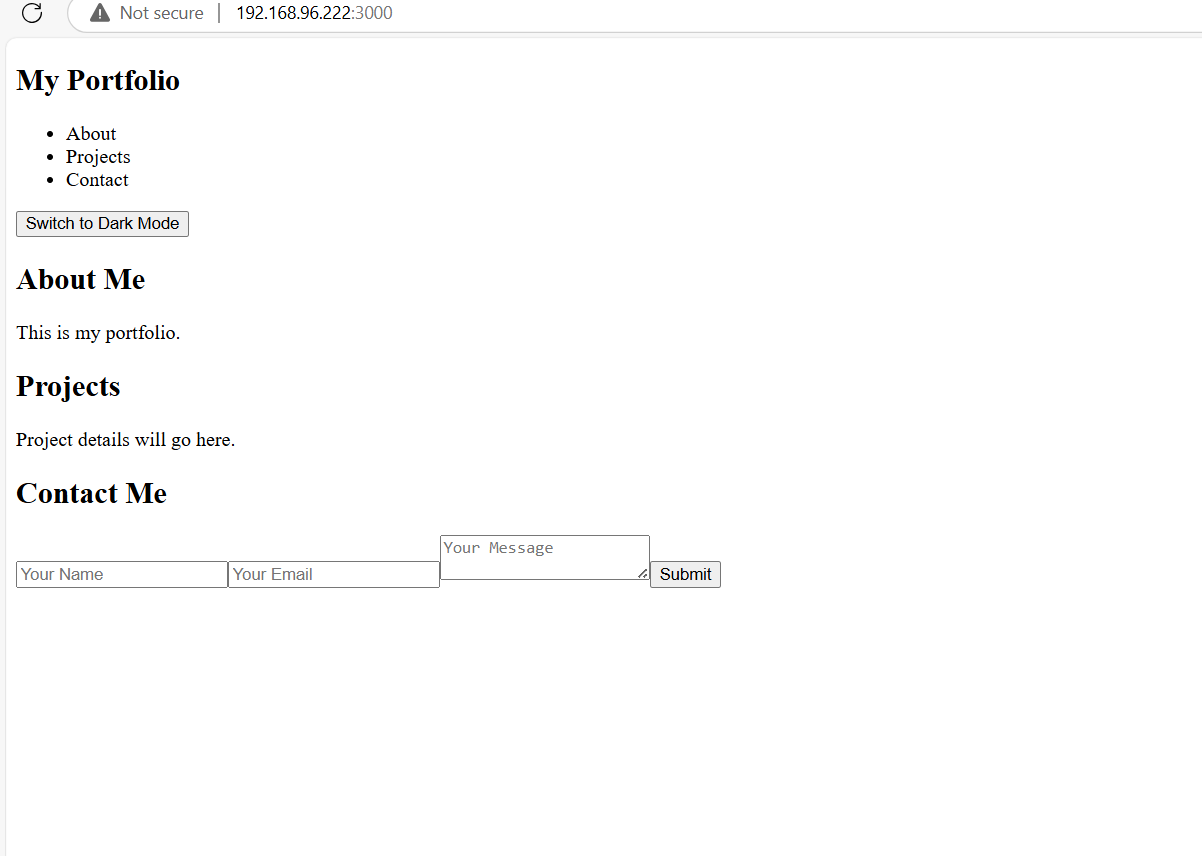 Not secure | 192.168.96.222:3000
My Portfolio
About
Projects
Contact
Switch to Dark Mode
About Me
This is my portfolio.
Projects
Project details will go here.
Contact Me
Your Name Your Email Your Message Submit